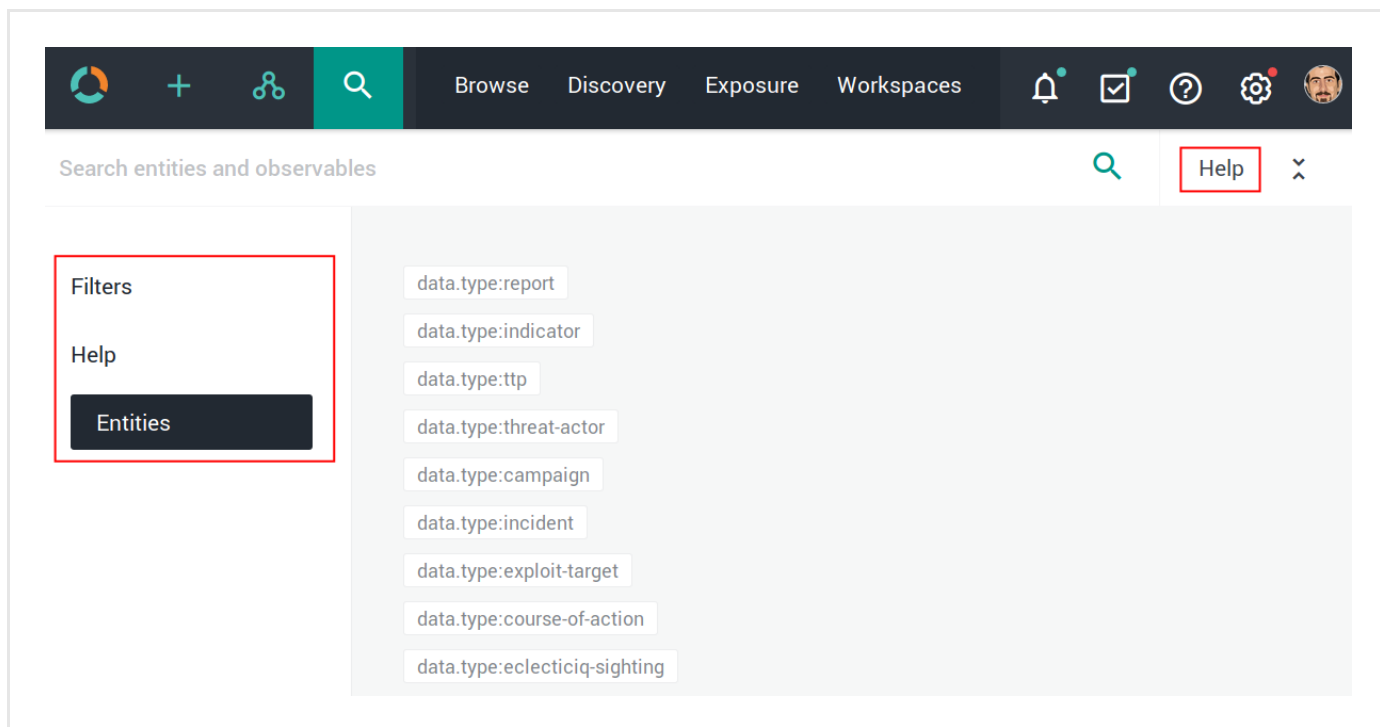 Browse Discovery Exposure Workspaces
Search entities and observables
Help
Filters
Help
Entities
data.type:report
data.type:indicator
data.type:ttp
data.type:threat-actor
data.type:campaign
data.type:incident
data.type:exploit-target
data.type:course-of-action
data.type:eclecticiq-sighting